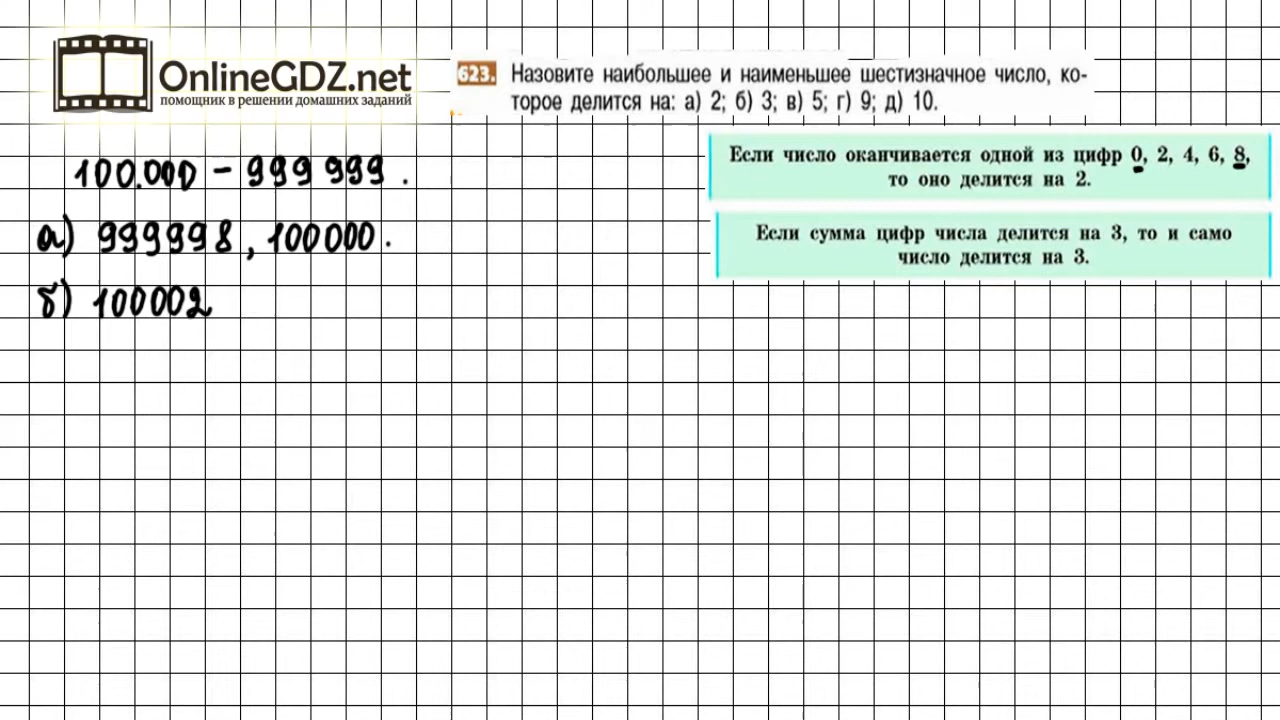 OnlineGDZ.net
помощник в решении домашних заданий
623. Назовите наибольшее и наименьшее шестизначное число, ко-
торое делится на: а) 2; б) 3; в) 5; г) 9; д) 10.
Если число оканчивается одной из цифр 0, 2, 4, 6, 8,
то оно делится на 2.
Если сумма цифр числа делится на 3, то и само
число делится на 3.
100.000 - 999 999 .
а) 999998 , 100000 .
б) 100002